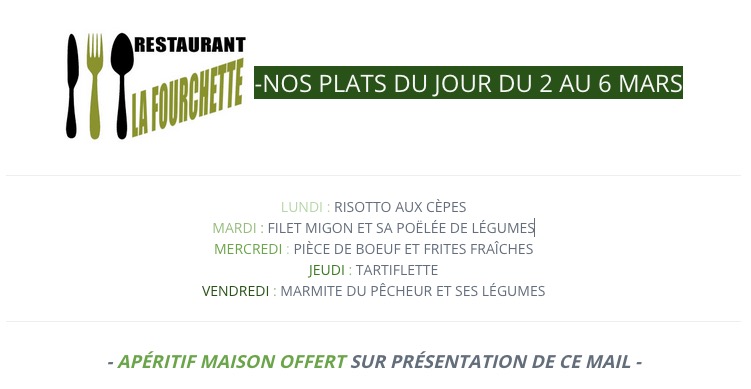 RESTAURANT
LA FOURCHETTE
-NOS PLATS DU JOUR DU 2 AU 6 MARS
LUNDI : RISOTTO AUX CÈPES
MARDI : FILET MIGON ET SA POËLÉE DE LÉGUMES
MERCREDI : PIÈCE DE BOEUF ET FRITES FRAÎCHES
JEUDI : TARTIFLETTE
VENDREDI : MARMITE DU PÊCHEUR ET SES LÉGUMES
- APÉRITIF MAISON OFFERT SUR PRÉSENTATION DE CE MAIL -